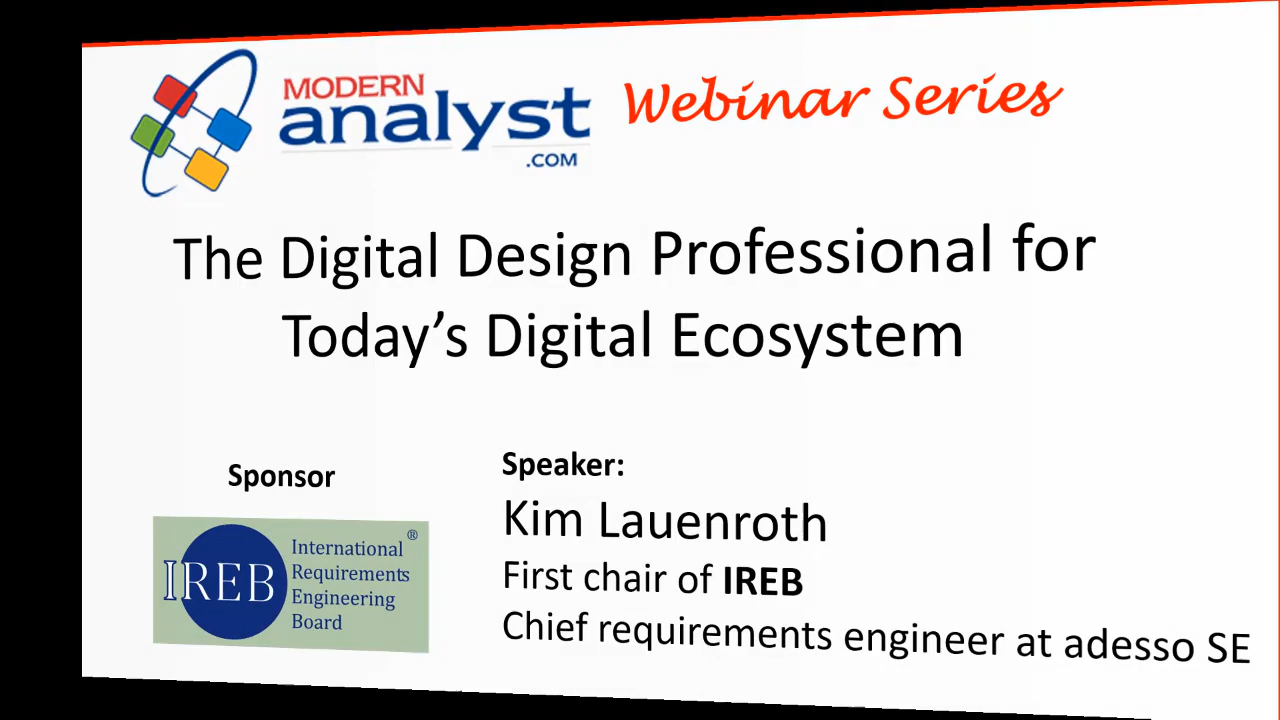 MODERN
analyst
.COM
Webinar Series
The Digital Design Professional for
Today’s Digital Ecosystem
Sponsor
IREB
International ®
Requirements
Engineering
Board
Speaker:
Kim Lauenroth
First chair of IREB
Chief requirements engineer at adesso SE